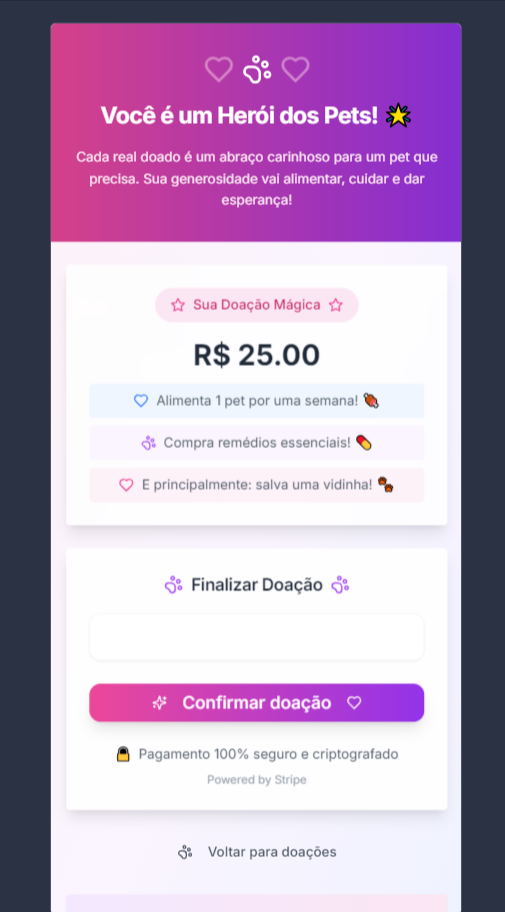 Você é um Herói dos Pets! 🌟
Cada real doado é um abraço carinhoso para um pet que
precisa. Sua generosidade vai alimentar, cuidar e dar
esperança!
Sua Doação Mágica
R$ 25.00
Alimenta 1 pet por uma semana! 🍖
Compra remédios essenciais! 💊
E principalmente: salva uma vidinha! 🐾
Finalizar Doação
Confirmar doação
🔒 Pagamento 100% seguro e criptografado
Powered by Stripe
Voltar para doações